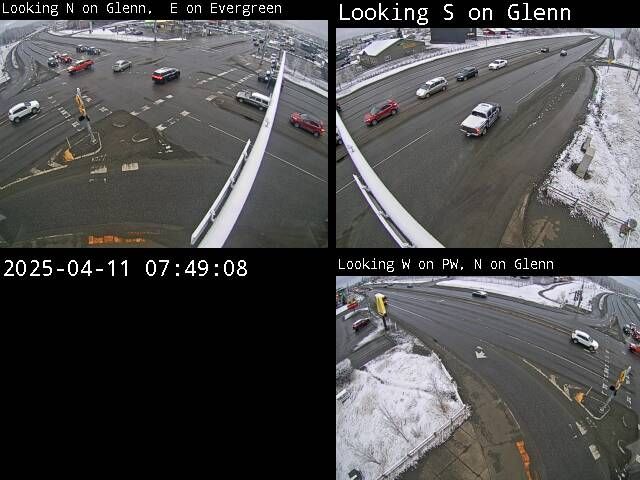 Looking N on Glenn,  E on Evergreen
Looking S on Glenn
2025-04-11 07:49:08
Looking W on PW, N on Glenn